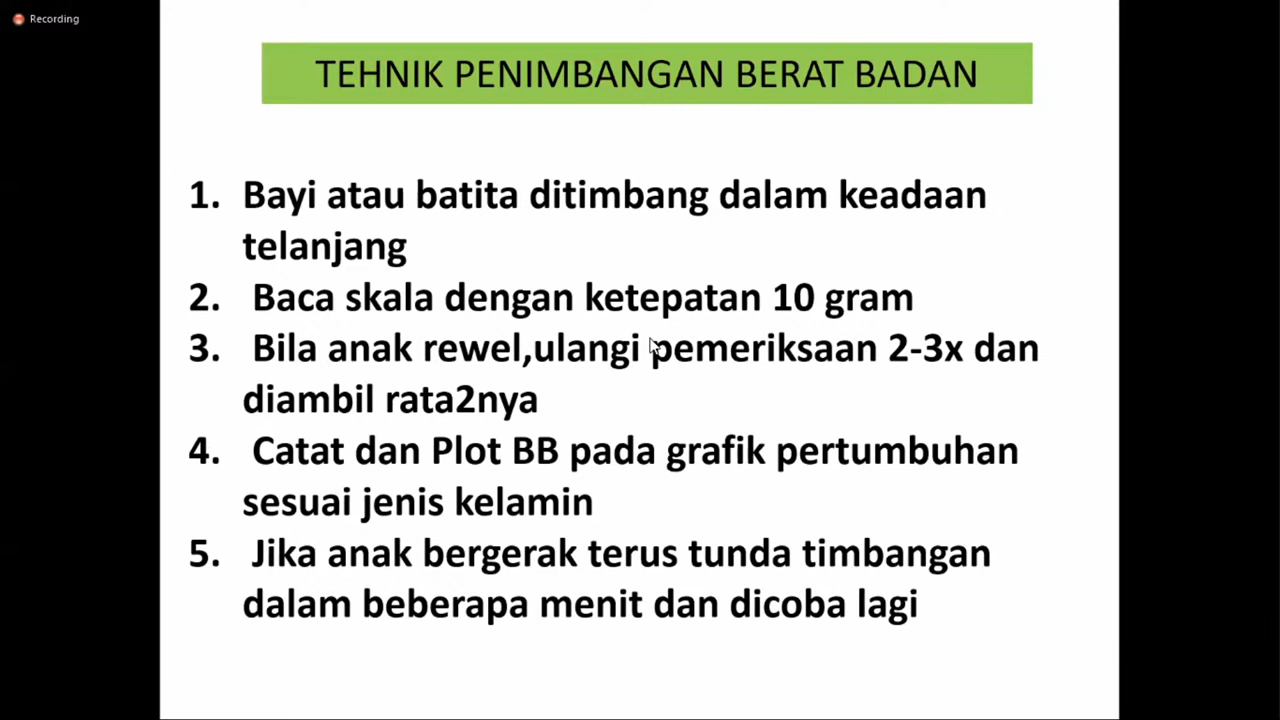 Recording
TEHNIK PENIMBANGAN BERAT BADAN
1. Bayi atau batita ditimbang dalam keadaan
telanjang
2. Baca skala dengan ketepatan 10 gram
3. Bila anak rewel,ulangi pemeriksaan 2-3x dan
diambil rata2nya
4. Catat dan Plot BB pada grafik pertumbuhan
sesuai jenis kelamin
5. Jika anak bergerak terus tunda timbangan
dalam beberapa menit dan dicoba lagi